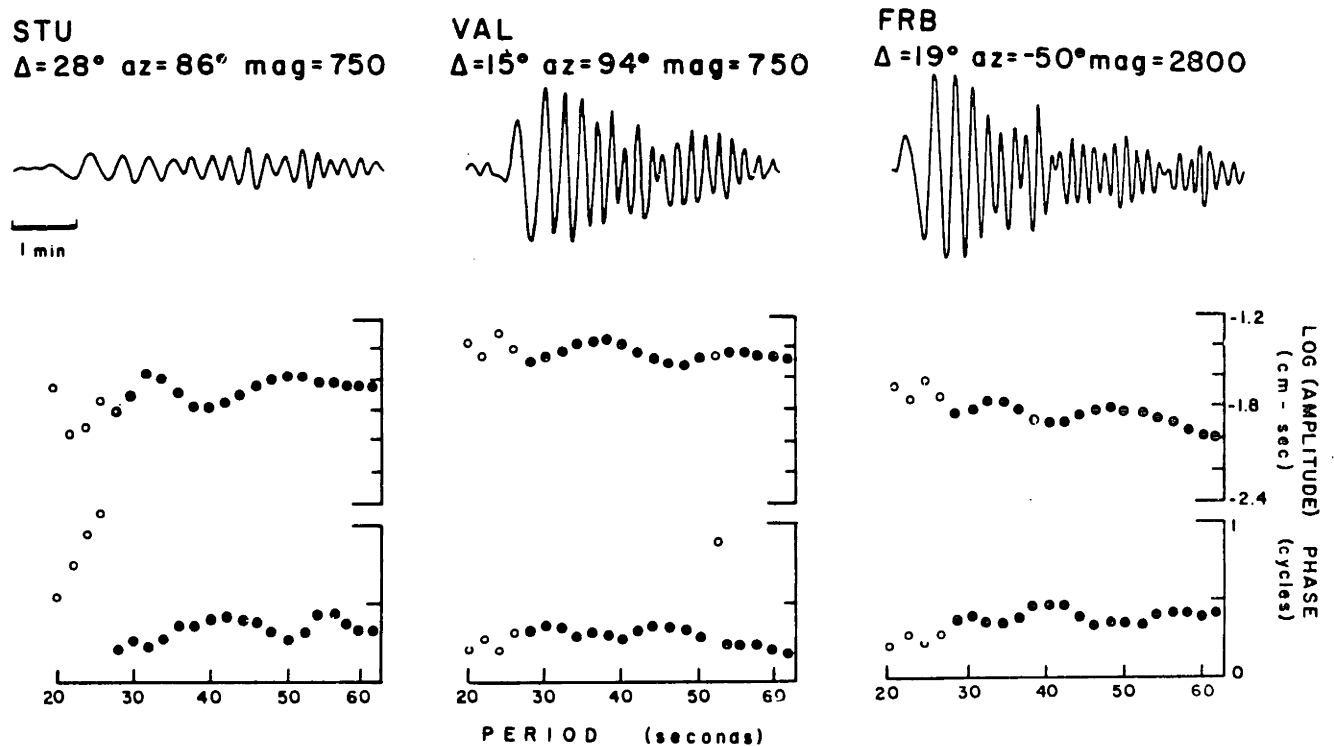 STU
Δ=28° az=86° mag=750
1 min
VAL
Δ=15° az=94° mag=750
FRB
Δ=19° az=-50° mag=2800
-1.2
-1.8
-2.4
LOG (AMPLITUDE)
(cm-sec)
1
0
PHASE
(cycles)
20 30 40 50 60
20 30 40 50 60
20 30 40 50 60
PERIOD (seconds)